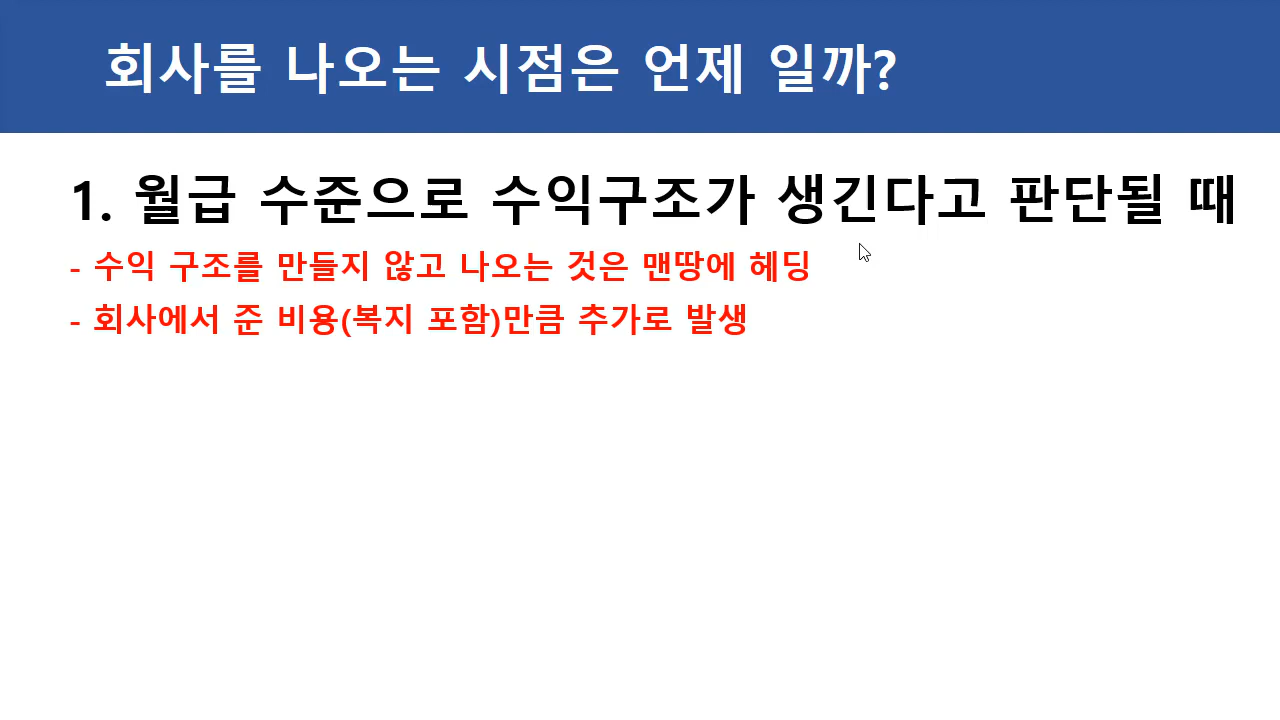 회사를 나오는 시점은 언제 일까?
1. 월급 수준으로 수익구조가 생긴다고 판단될 때
- 수익 구조를 만들지 않고 나오는 것은 맨땅에 헤딩
- 회사에서 준 비용(복지 포함)만큼 추가로 발생